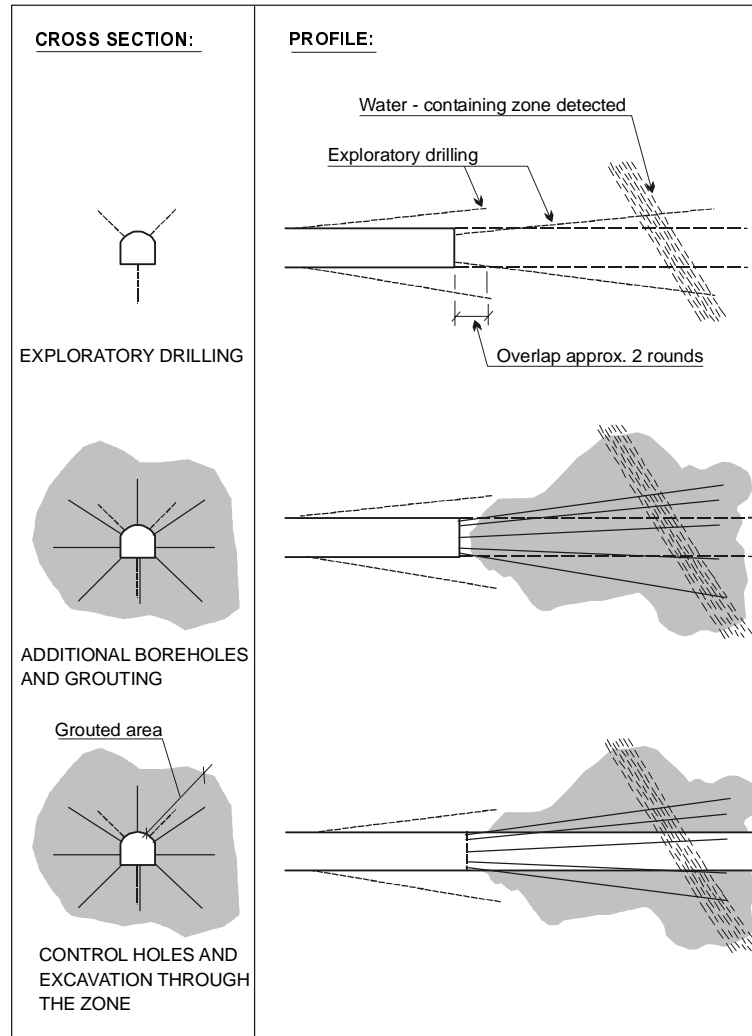 CROSS SECTION:
PROFILE:
Water - containing zone detected
Exploratory drilling
EXPLORATORY DRILLING
Overlap approx. 2 rounds
ADDITIONAL BOREHOLES
AND GROUTING
Grouted area
CONTROL HOLES AND
EXCAVATION THROUGH
THE ZONE